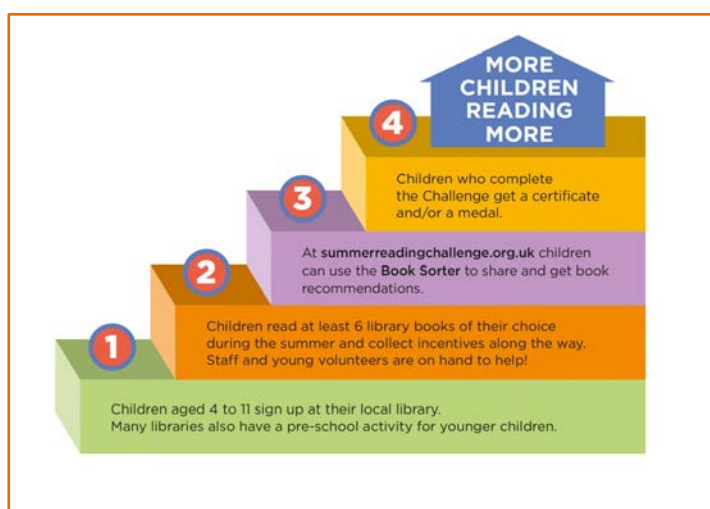 MORE
CHILDREN
READING
MORE
4
Children who complete
the Challenge get a certificate
and/or a medal.
3
At summerreadingchallenge.org.uk children
can use the Book Sorter to share and get book
recommendations.
2
Children read at least 6 library books of their choice
during the summer and collect incentives along the way.
Staff and young volunteers are on hand to help!
1
Children aged 4 to 11 sign up at their local library.
Many libraries also have a pre-school activity for younger children.